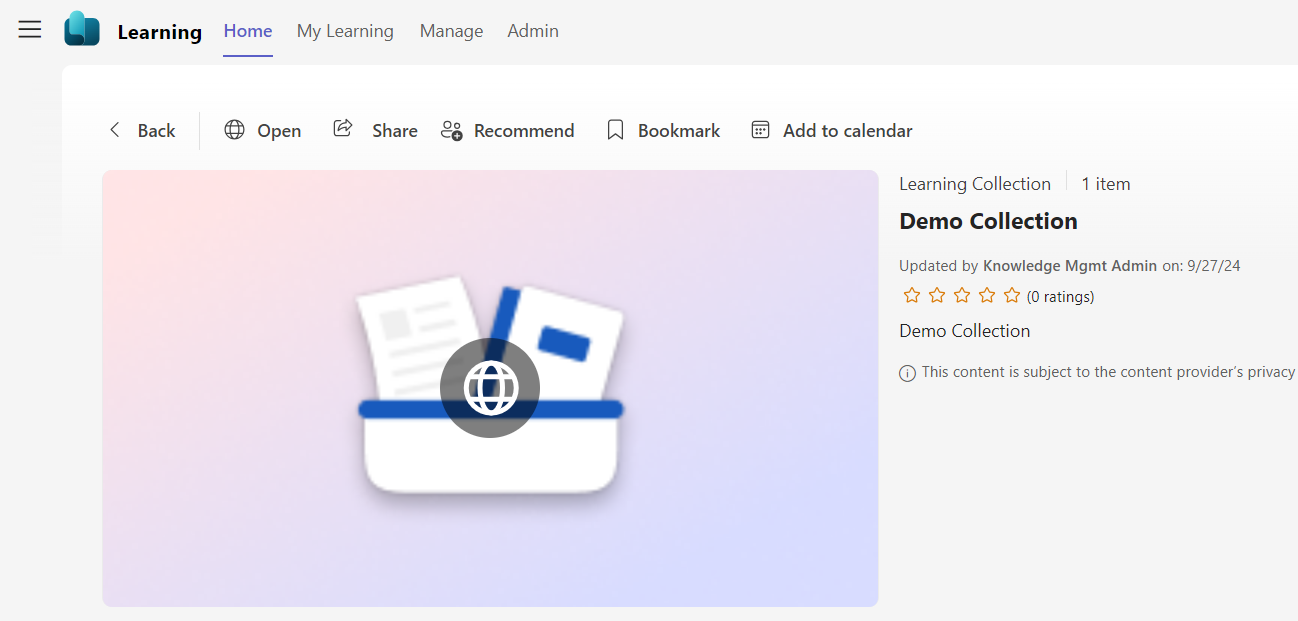 Learning Home My Learning Manage Admin
Back Open Share Recommend Bookmark Add to calendar
Learning Collection 1 item
Demo Collection
Updated by Knowledge Mgmt Admin on: 9/27/24
(0 ratings)
Demo Collection
This content is subject to the content provider’s privacy